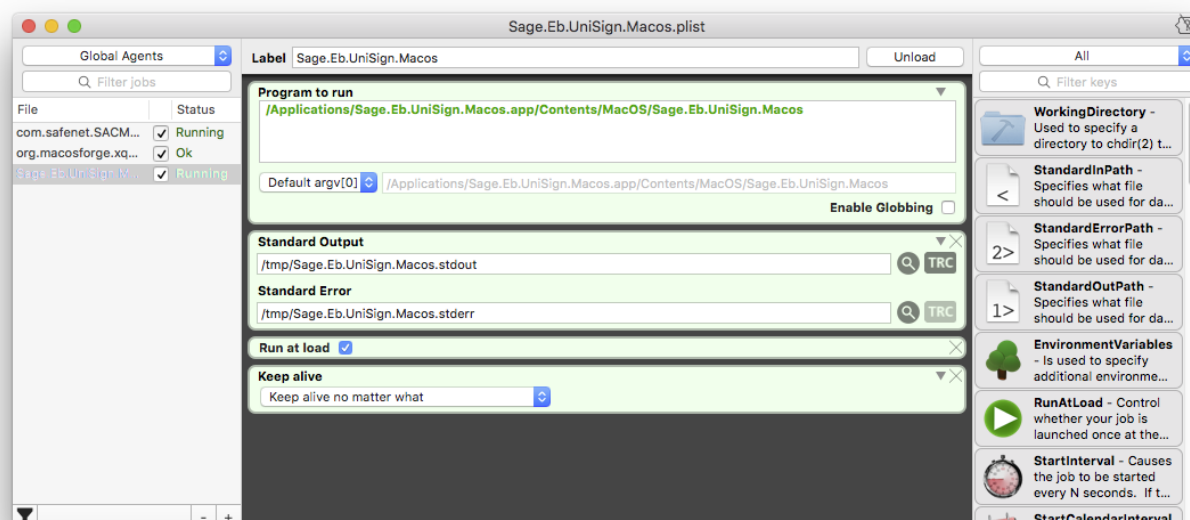 Sage.Eb.UniSign.Macos.plist
Global Agents
Filter jobs
File Status
com.safenet.SACM... Running
org.macosforge.xq... Ok
Sage.Eb.UniSign.M... Running
- +
Label Sage.Eb.UniSign.Macos Unload
Program to run
/Applications/Sage.Eb.UniSign.Macos.app/Contents/MacOS/Sage.Eb.UniSign.Macos
Default argv[0] /Applications/Sage.Eb.UniSign.Macos.app/Contents/MacOS/Sage.Eb.UniSign.Macos
Enable Globbing
Standard Output
/tmp/Sage.Eb.UniSign.Macos.stdout TRC
Standard Error
/tmp/Sage.Eb.UniSign.Macos.stderr TRC
Run at load
Keep alive
Keep alive no matter what
All
Filter keys
WorkingDirectory -
Used to specify a
directory to chdir(2) t...
<
StandardInPath -
Specifies what file
should be used for da...
2>
StandardErrorPath -
Specifies what file
should be used for da...
1>
StandardOutPath -
Specifies what file
should be used for da...
EnvironmentVariables
- Is used to specify
additional environme...
RunAtLoad - Control
whether your job is
launched once at the...
StartInterval - Causes
the job to be started
every N seconds. If t...
StartCalendarInterval